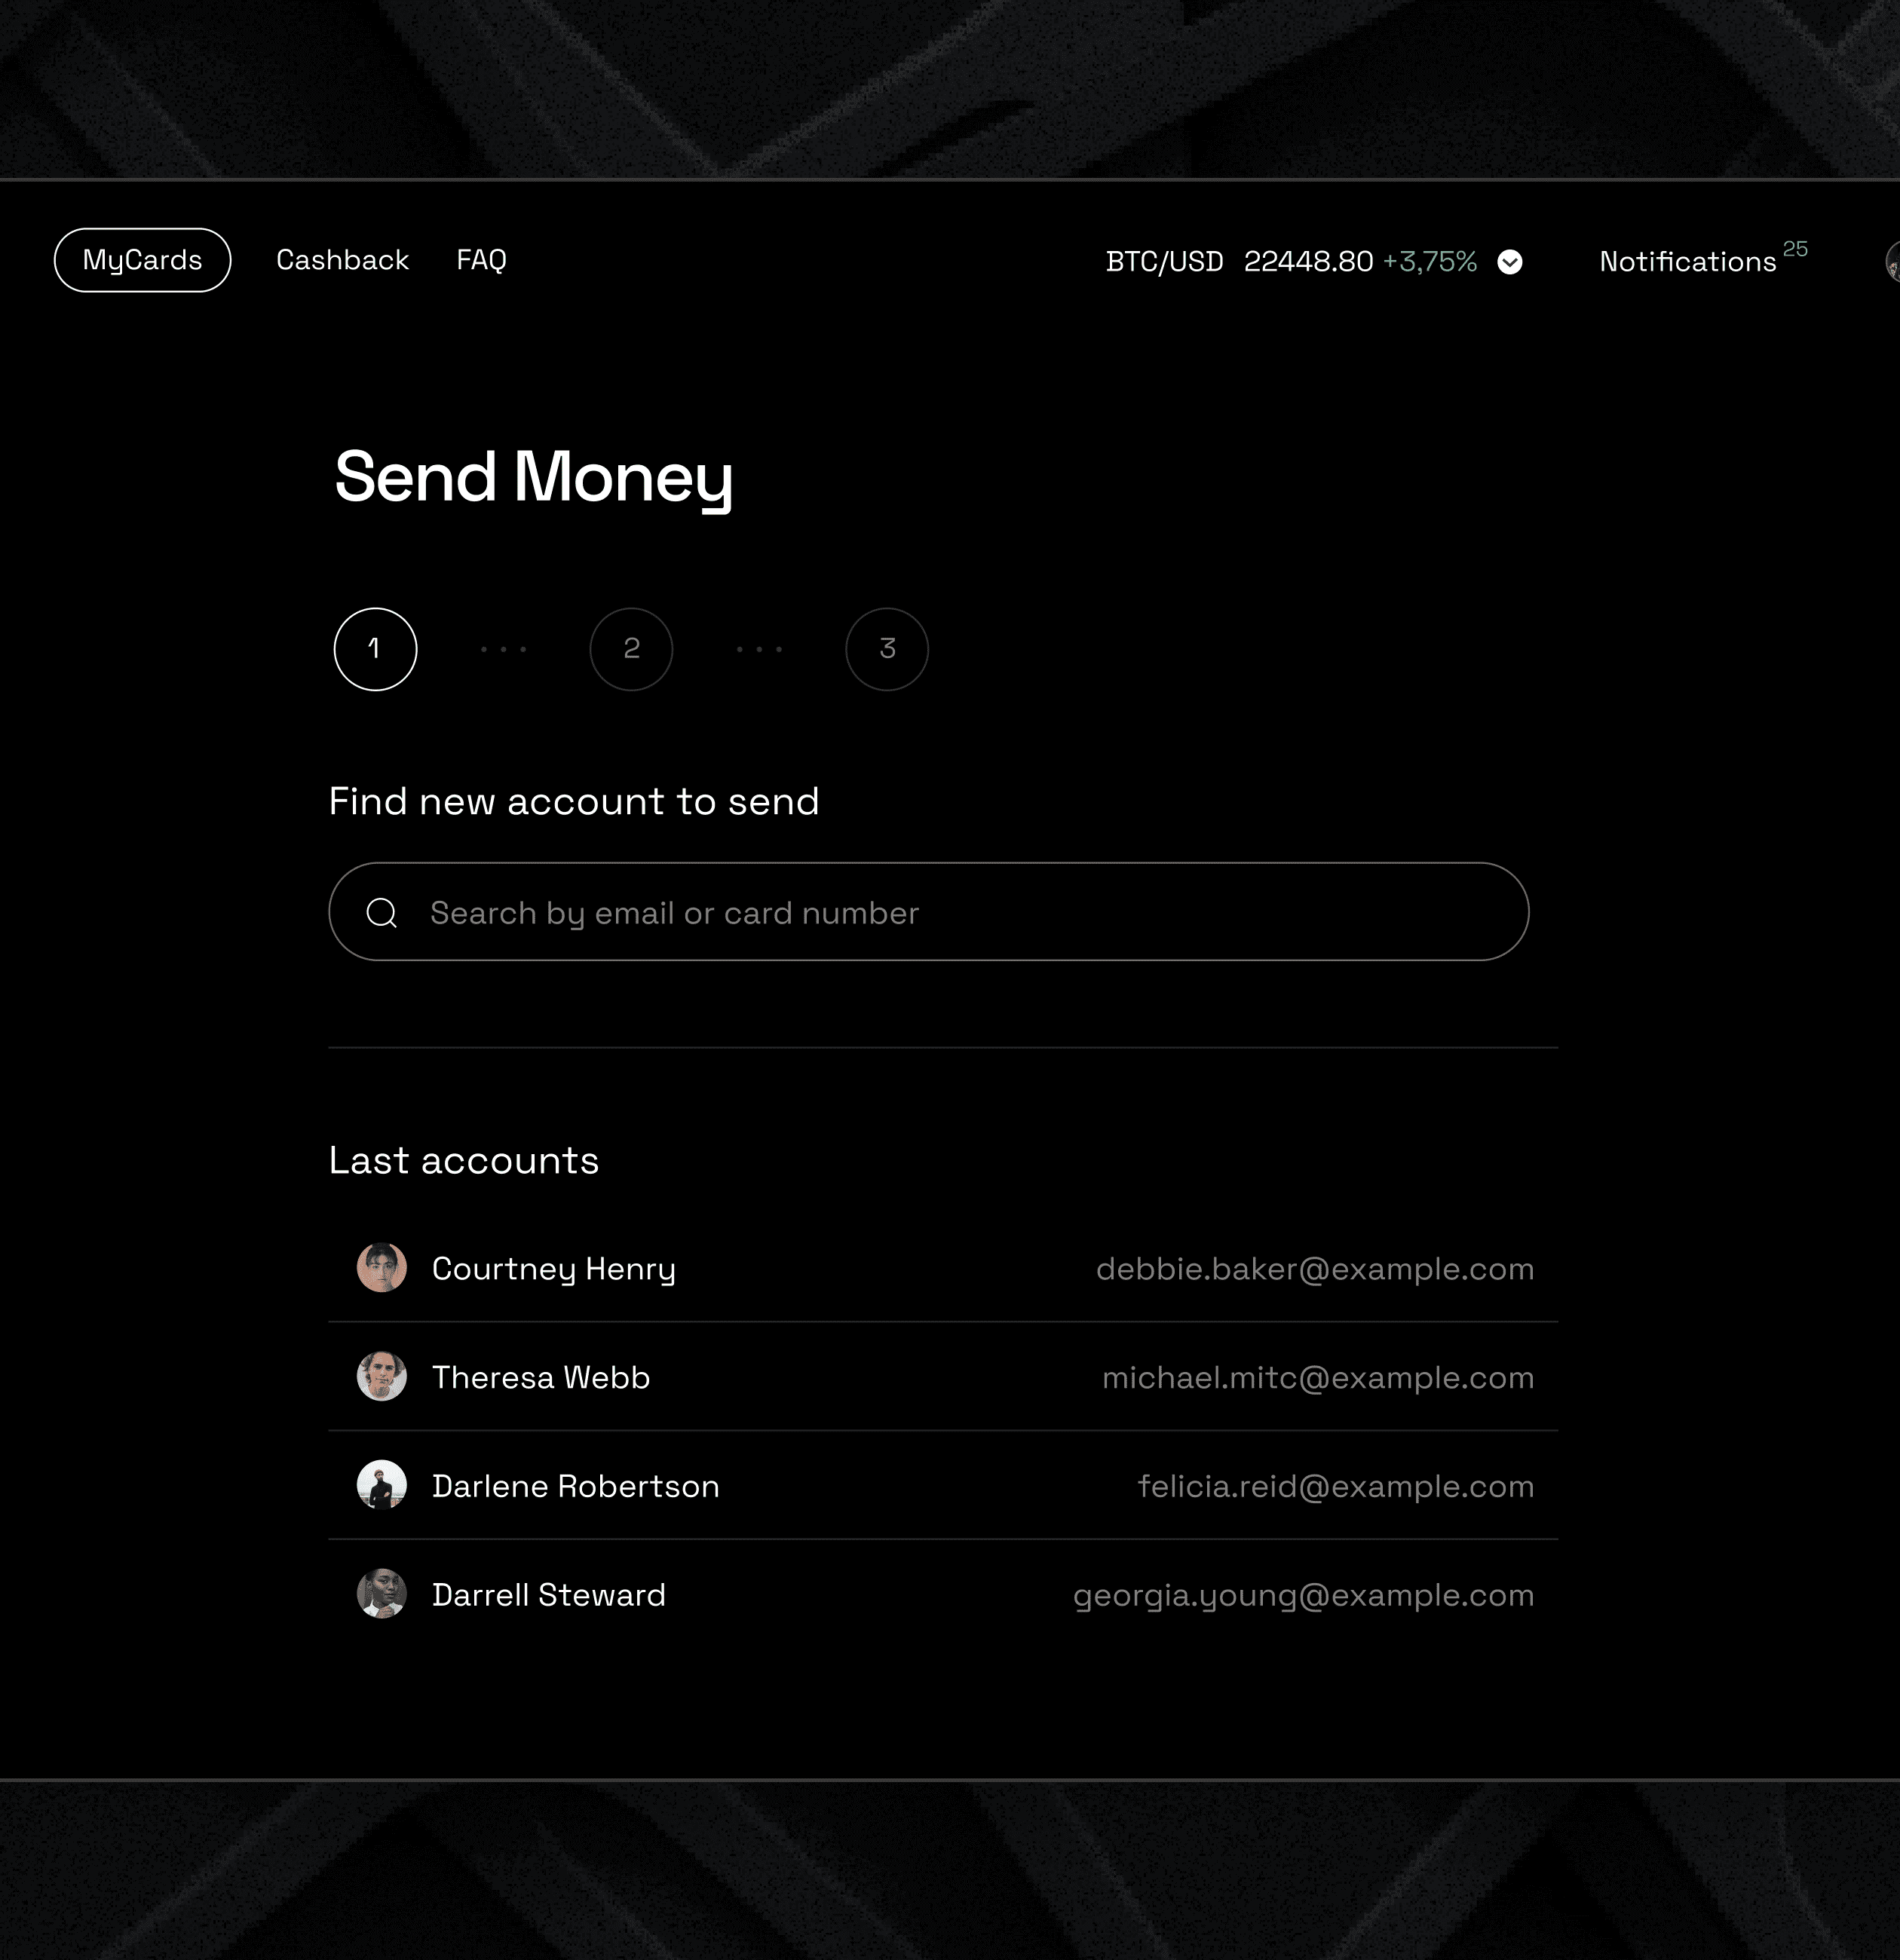 MyCards Cashback FAQ BTC/USD 22448.80 +3,75% Notifications 25
Send Money
1 ... 2 ... 3
Find new account to send
Search by email or card number
Last accounts
Courtney Henry debbie.baker@example.com
Theresa Webb michael.mitc@example.com
Darlene Robertson felicia.reid@example.com
Darrell Steward georgia.young@example.com